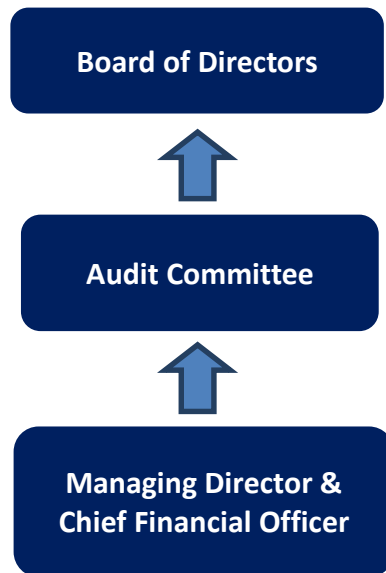 Board of Directors
Audit Committee
Managing Director &
Chief Financial Officer